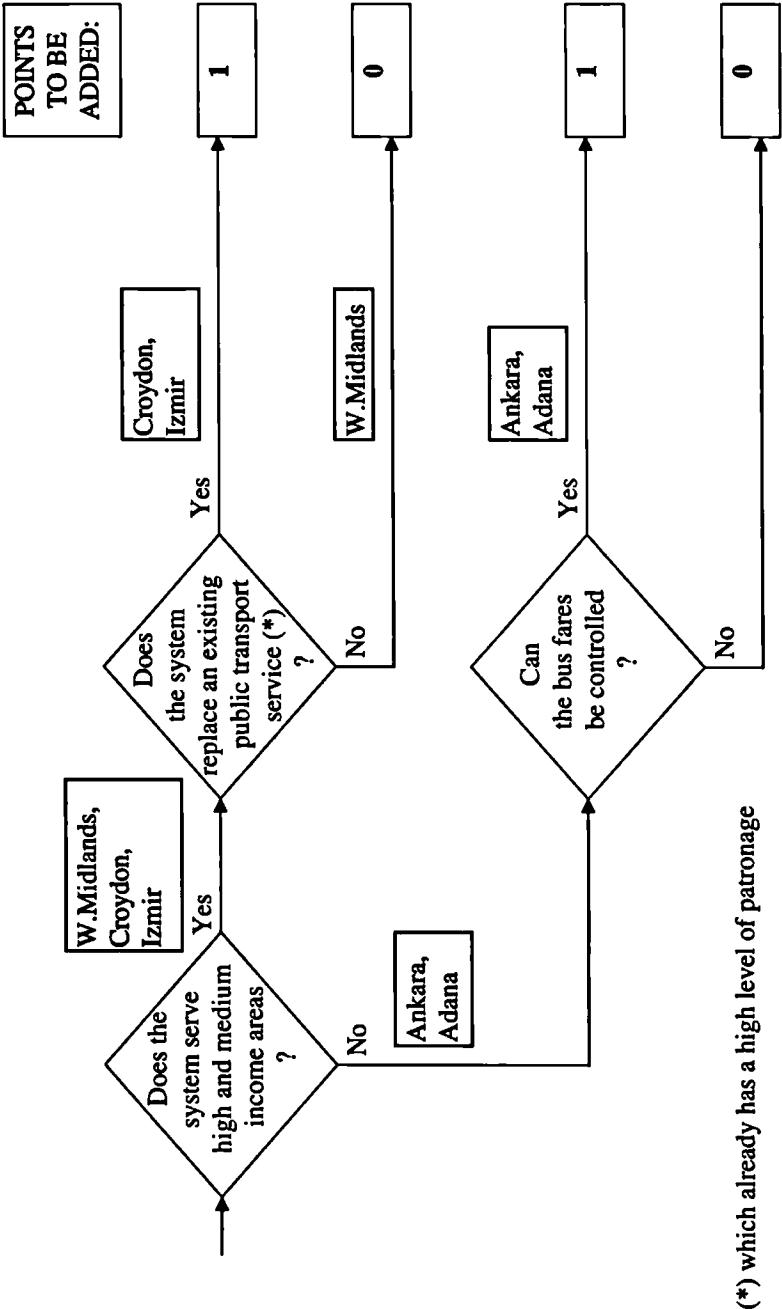 POINTS
TO BE
ADDED:
Does the
system serve
high and medium
income areas
?
Yes
W.Midlands,
Croydon,
Izmir
Does
the system
replace an existing
public transport
service (*)
?
Yes
Croydon,
Izmir
1
No
W.Midlands
0
No
Ankara,
Adana
Can
the bus fares
be controlled
?
Yes
Ankara,
Adana
1
No
0
(*) which already has a high level of patronage